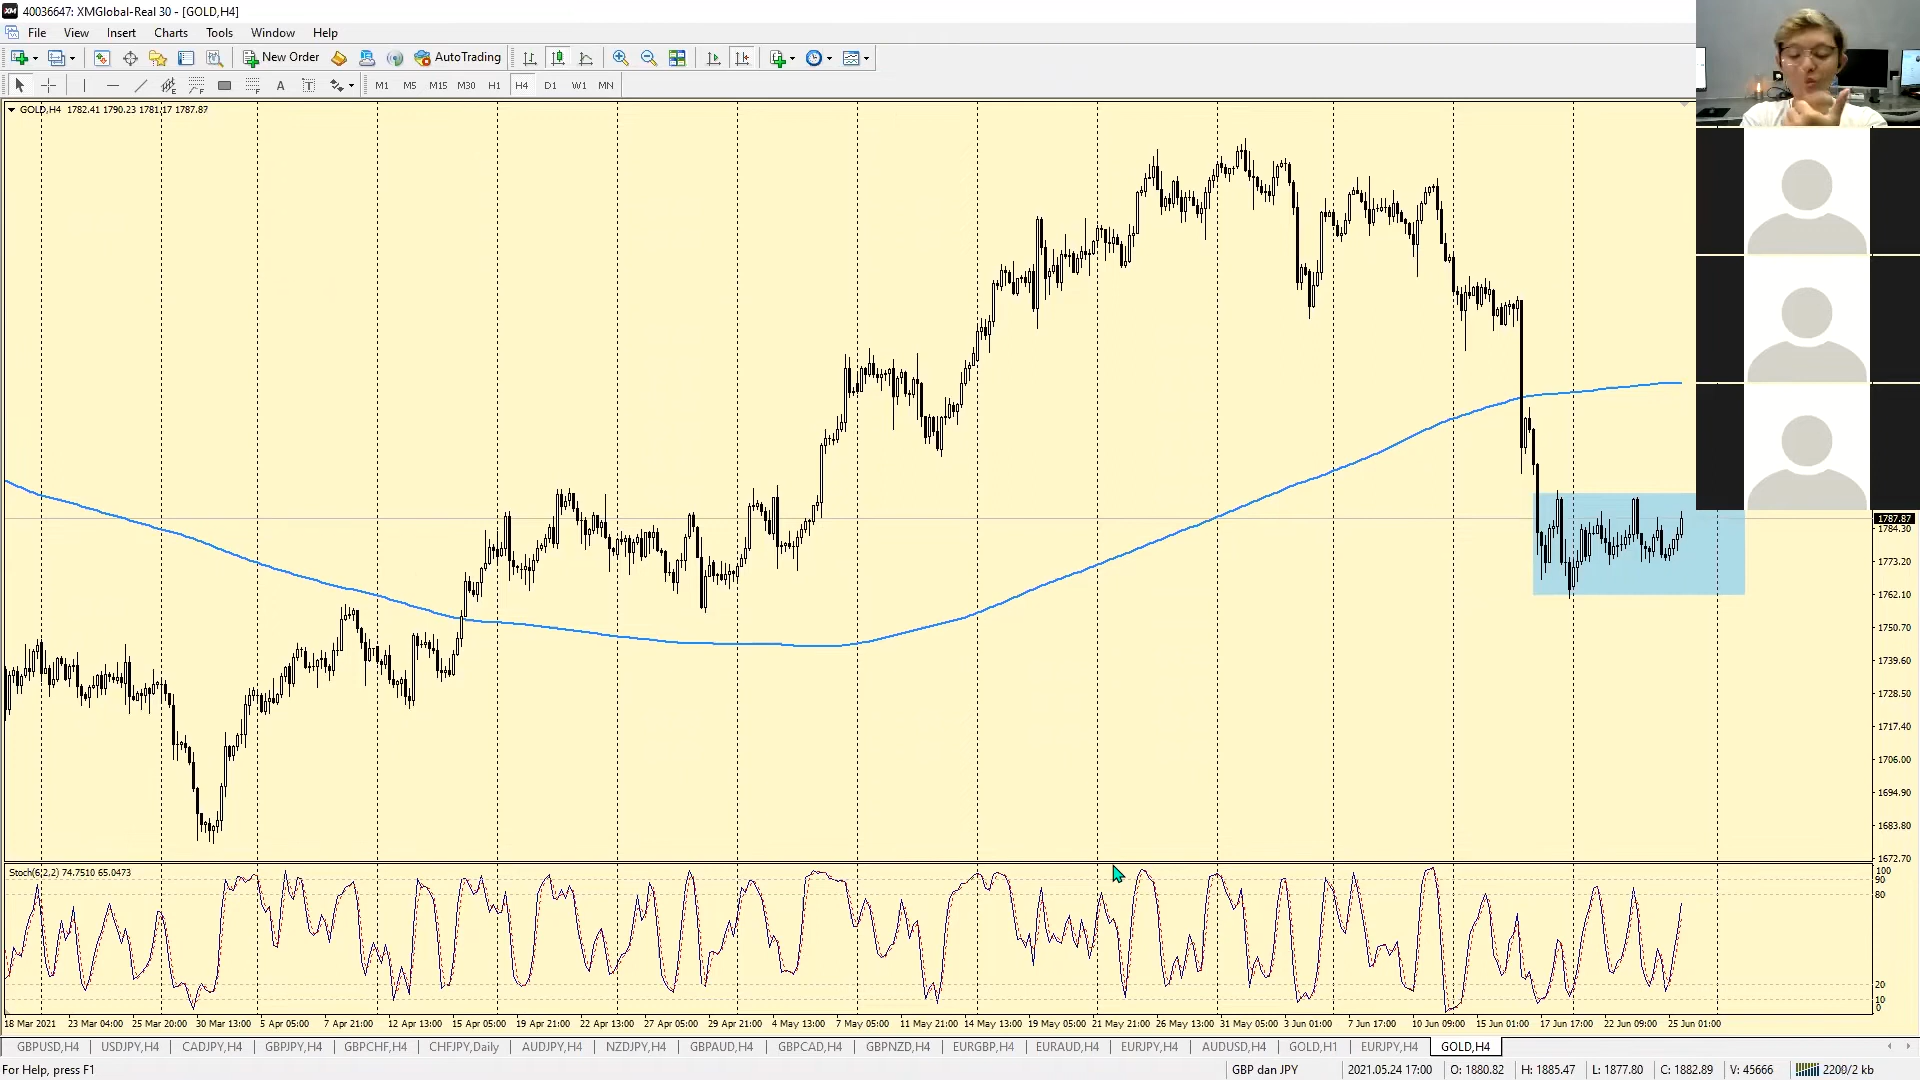 40036647: XMGlobal-Real 30 - [GOLD,H4]
File View Insert Charts Tools Window Help
New Order AutoTrading
A T M1 M5 M15 M30 H1 H4 D1 W1 MN
GOLD,H4 1782.41 1790.23 1781.17 1787.87
1787.87
1784.30
1773.20
1762.10
1750.70
1739.60
1728.50
1717.40
1706.00
1694.90
1683.80
1672.70
Stoch(6,2,2) 74.7510 65.0473
100
90
80
20
10
0
18 Mar 2021 23 Mar 04:00 25 Mar 20:00 30 Mar 13:00 5 Apr 05:00 7 Apr 21:00 12 Apr 13:00 15 Apr 05:00 19 Apr 21:00 22 Apr 13:00 27 Apr 05:00 29 Apr 21:00 4 May 13:00 7 May 05:00 11 May 21:00 14 May 13:00 19 May 05:00 21 May 21:00 26 May 13:00 31 May 05:00 3 Jun 01:00 7 Jun 17:00 10 Jun 09:00 15 Jun 01:00 17 Jun 17:00 22 Jun 09:00 25 Jun 01:00
GBPUSD,H4 USDJPY,H4 CADJPY,H4 GBPJPY,H4 GBPCHF,H4 CHFJPY,Daily AUDJPY,H4 NZDJPY,H4 GBPAUD,H4 GBPCAD,H4 GBPNZD,H4 EURGBP,H4 EURAUD,H4 EURJPY,H4 AUDUSD,H4 GOLD,H1 EURJPY,H4 GOLD,H4
For Help, press F1 GBP dan JPY 2021.05.24 17:00 O: 1880.82 H: 1885.47 L: 1877.80 C: 1882.89 V: 45666 2200/2 kb